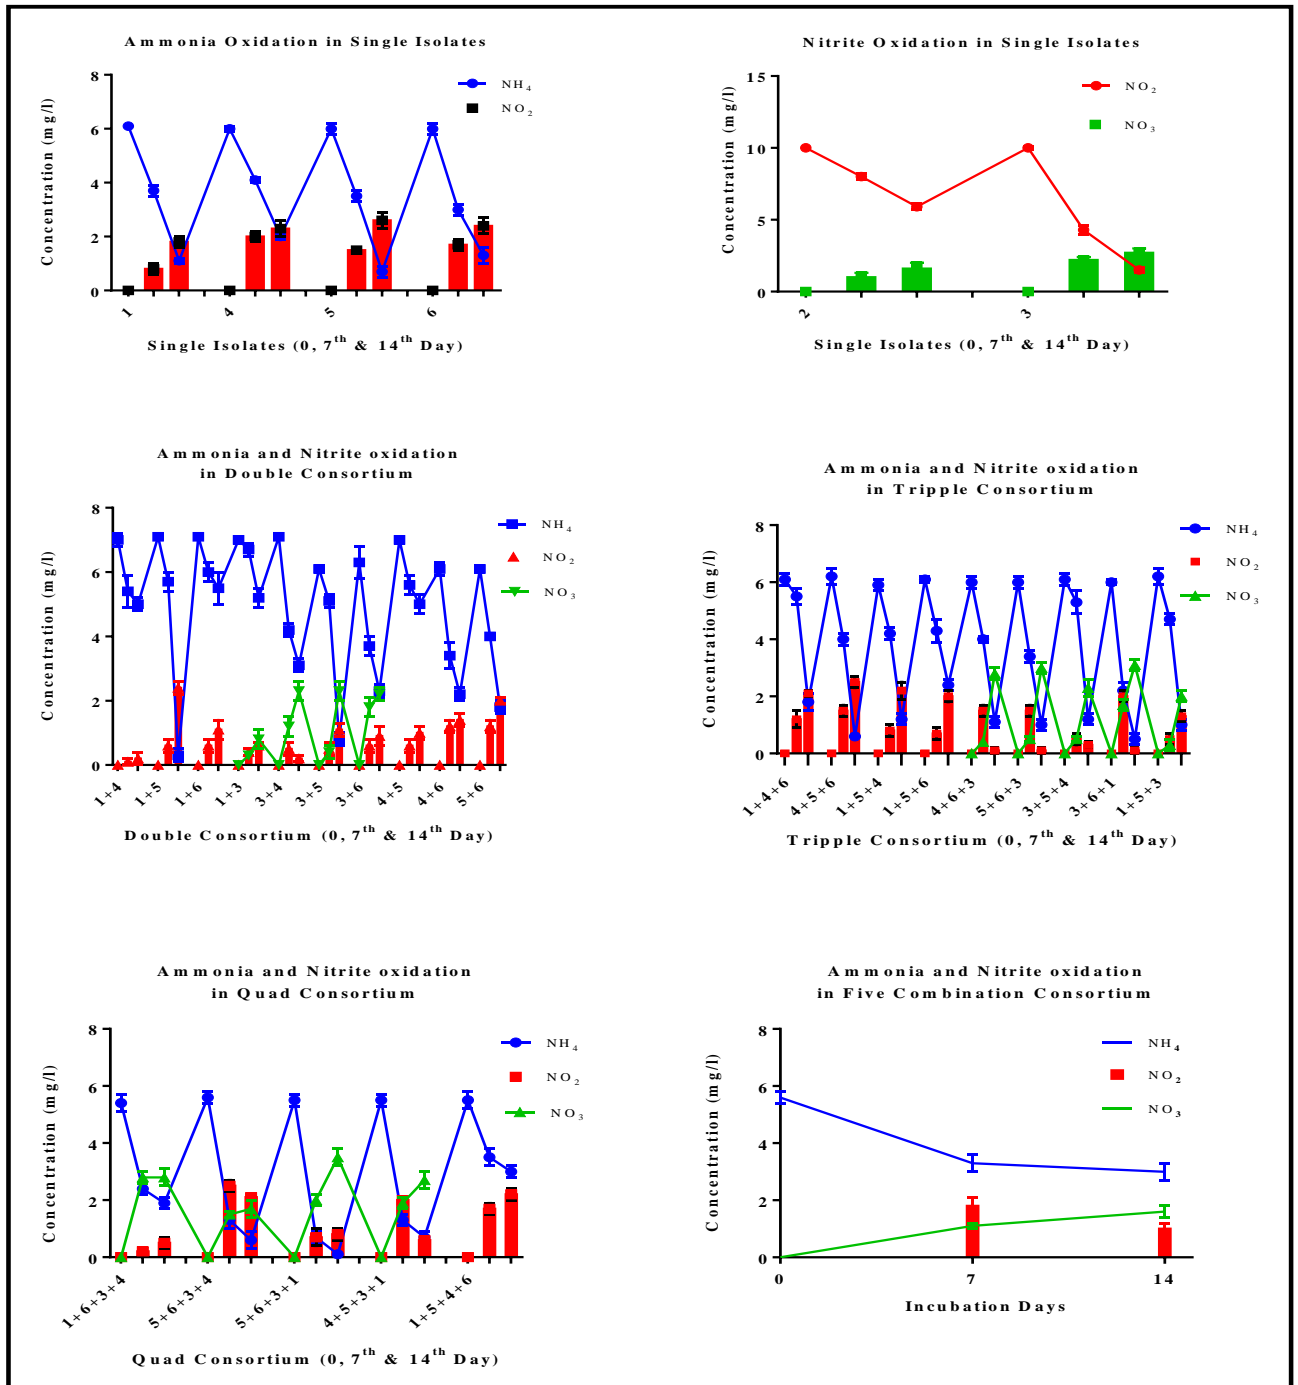 Ammonia Oxidation in Single Isolates
Concentration (mg/l)
8
6
4
2
0
NH4
NO2
1
4
5
6
Single Isolates (0, 7th & 14th Day)
Nitrite Oxidation in Single Isolates
Concentration (mg/l)
15
10
5
0
NO2
NO3
2
3
Single Isolates (0, 7th & 14th Day)
Ammonia and Nitrite oxidation
in Double Consortium
Concentration (mg/l)
8
6
4
2
0
NH4
NO2
NO3
1+4
1+5
1+6
1+3
3+4
3+5
3+6
4+5
4+6
5+6
Double Consortium (0, 7th & 14th Day)
Ammonia and Nitrite oxidation
in Tripple Consortium
Concentration (mg/l)
8
6
4
2
0
NH4
NO2
NO3
1+4+6
4+5+6
1+5+4
1+5+6
4+6+3
5+6+3
3+5+4
3+6+1
1+5+3
Tripple Consortium (0, 7th & 14th Day)
Ammonia and Nitrite oxidation
in Quad Consortium
Concentration (mg/l)
8
6
4
2
0
NH4
NO2
NO3
1+6+3+4
5+6+3+4
5+6+3+1
4+5+3+1
1+5+4+6
Quad Consortium (0, 7th & 14th Day)
Ammonia and Nitrite oxidation
in Five Combination Consortium
Concentration (mg/l)
8
6
4
2
0
NH4
NO2
NO3
0
7
14
Incubation Days